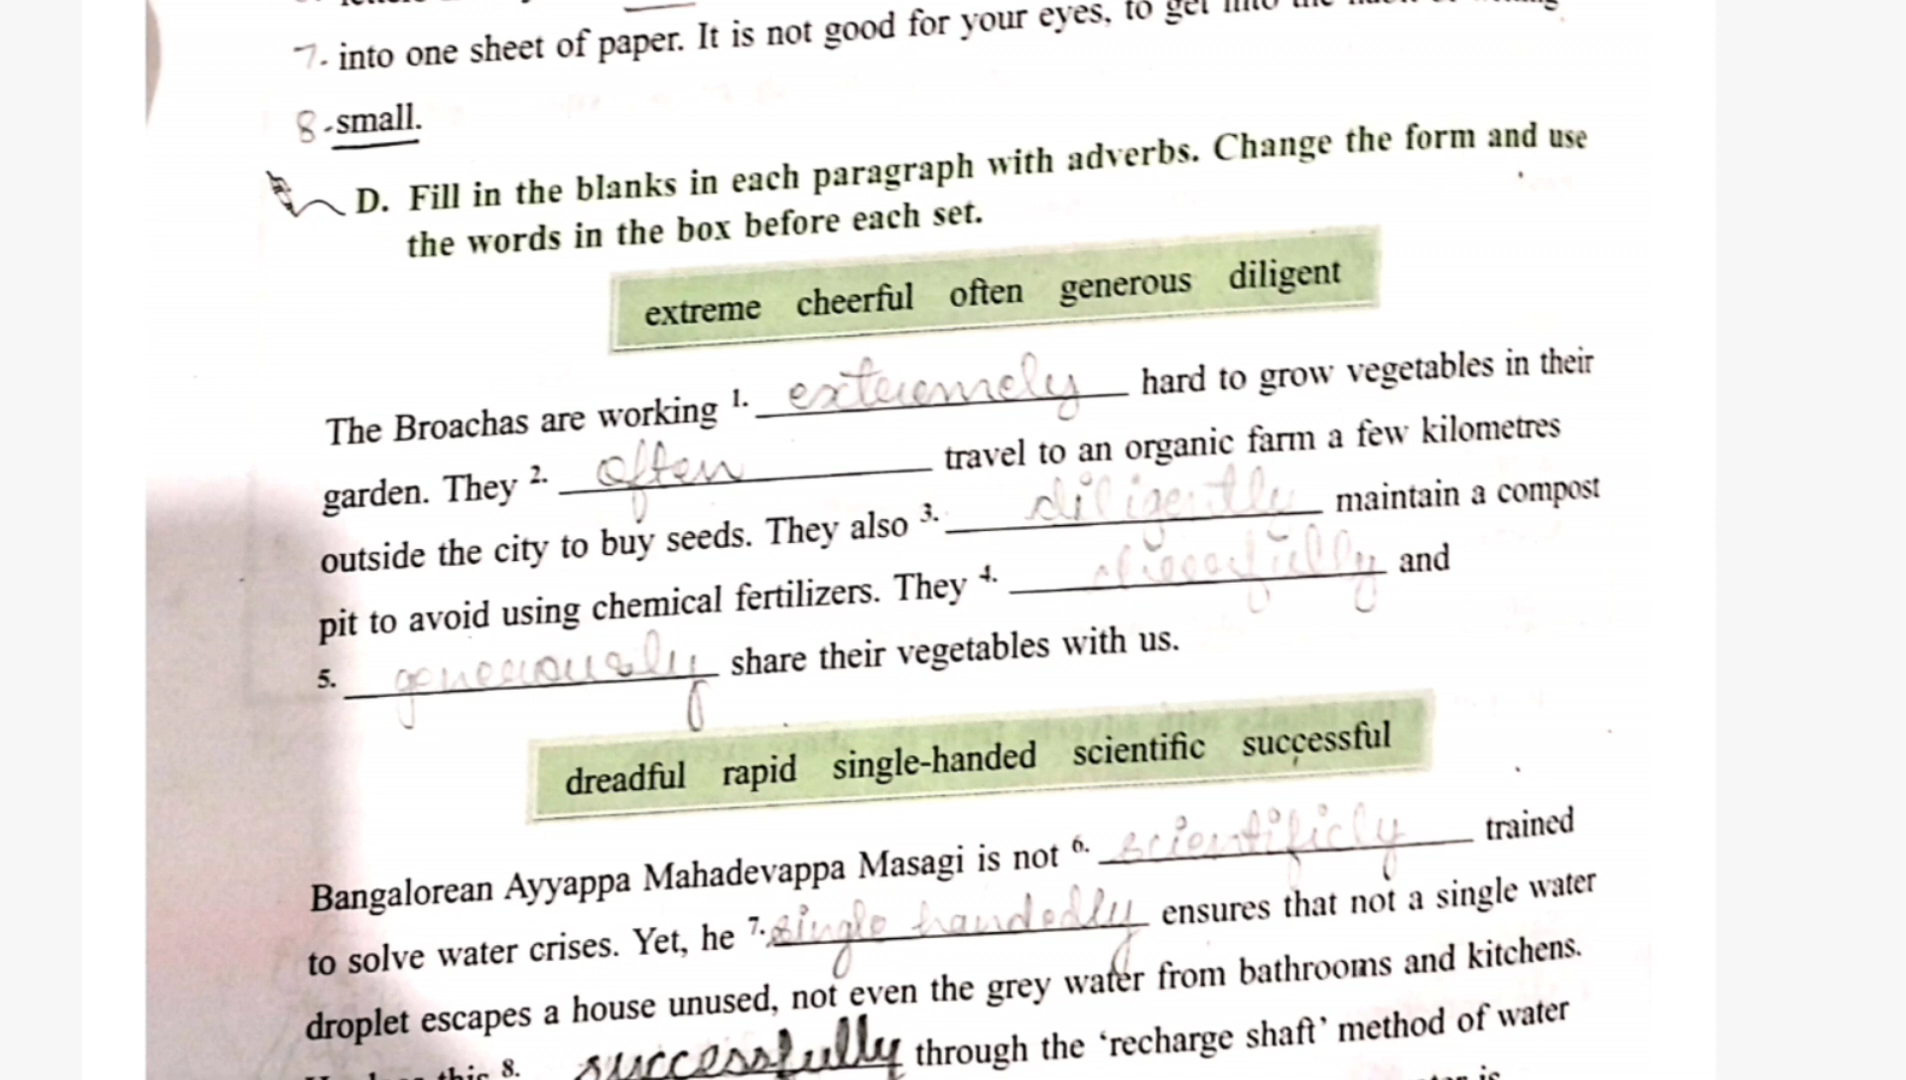 7. into one sheet of paper. It is not good for your eyes, to get into the
8-small.
D. Fill in the blanks in each paragraph with adverbs. Change the form and use
the words in the box before each set.
extreme cheerful often generous diligent
The Broachas are working 1. exteremely hard to grow vegetables in their
garden. They 2. often travel to an organic farm a few kilometres
outside the city to buy seeds. They also 3. diligently maintain a compost
pit to avoid using chemical fertilizers. They 4. cheerfully and
5. generously share their vegetables with us.
dreadful rapid single-handed scientific successful
Bangalorean Ayyappa Mahadevappa Masagi is not 6. scientificly trained
to solve water crises. Yet, he 7. single handedly ensures that not a single water
droplet escapes a house unused, not even the grey water from bathrooms and kitchens.
this 8. successfully through the ‘recharge shaft’ method of water
is